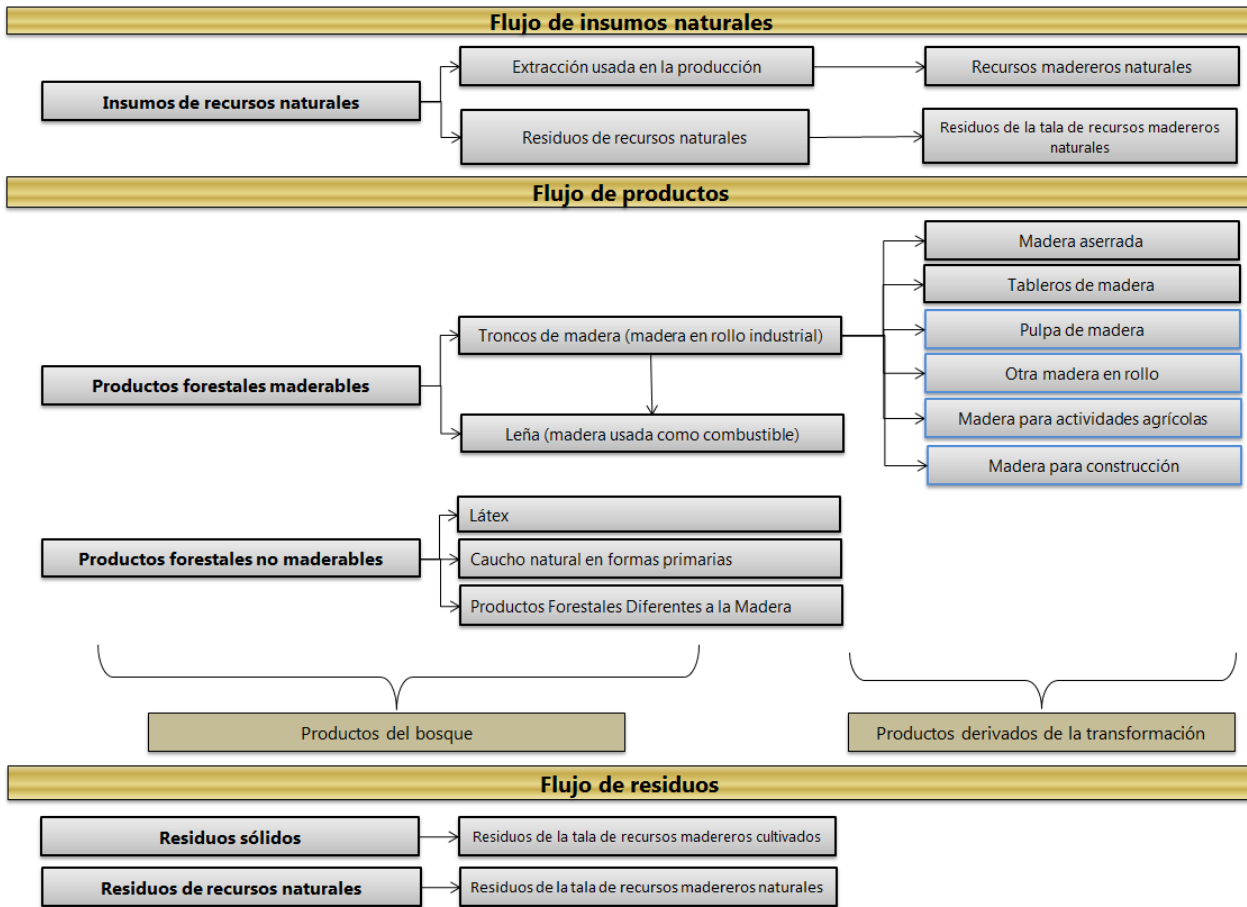 Flujo de insumos naturales
Insumos de recursos naturales
Extracción usada en la producción
Recursos madereros naturales
Residuos de recursos naturales
Residuos de la tala de recursos madereros
naturales
Flujo de productos
Productos forestales maderables
Troncos de madera (madera en rollo industrial)
Leña (madera usada como combustible)
Madera aserrada
Tableros de madera
Pulpa de madera
Otra madera en rollo
Madera para actividades agrícolas
Madera para construcción
Productos forestales no maderables
Látex
Caucho natural en formas primarias
Productos Forestales Diferentes a la Madera
Productos del bosque
Productos derivados de la transformación
Flujo de residuos
Residuos sólidos
Residuos de la tala de recursos madereros cultivados
Residuos de recursos naturales
Residuos de la tala de recursos madereros naturales